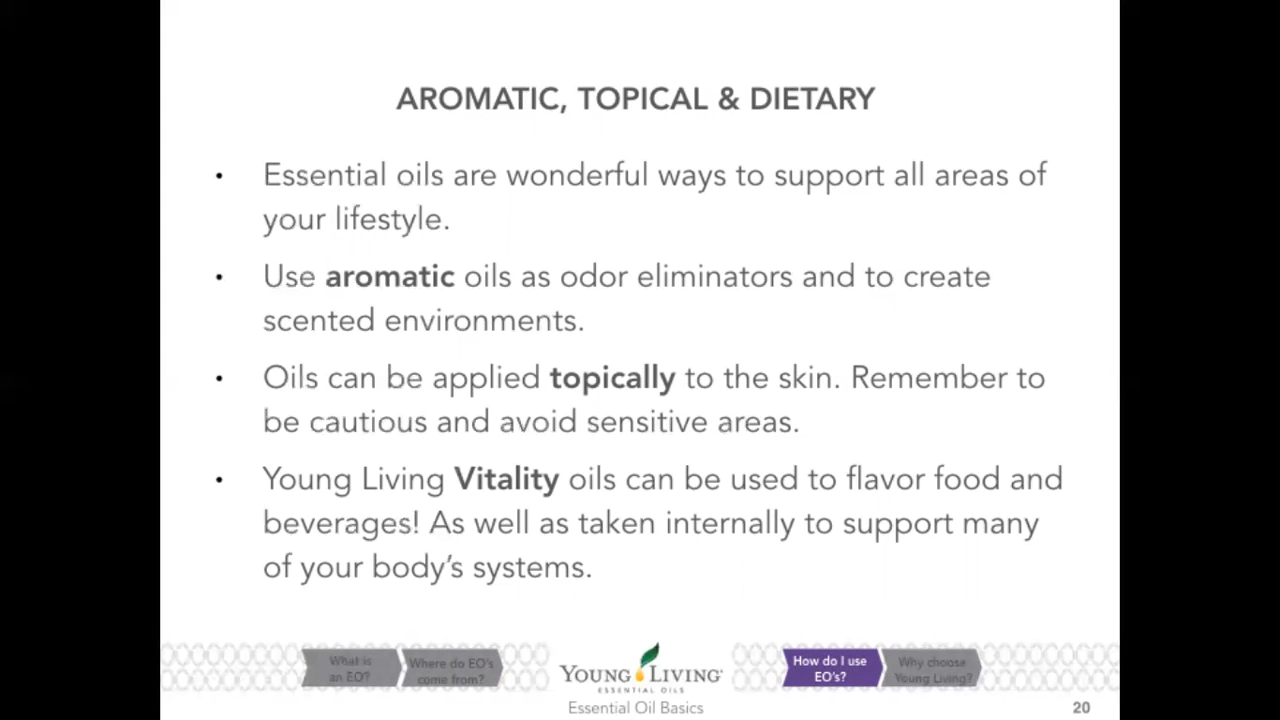 AROMATIC, TOPICAL & DIETARY
• Essential oils are wonderful ways to support all areas of
your lifestyle.
• Use aromatic oils as odor eliminators and to create
scented environments.
• Oils can be applied topically to the skin. Remember to
be cautious and avoid sensitive areas.
• Young Living Vitality oils can be used to flavor food and
beverages! As well as taken internally to support many
of your body's systems.
What is
an EO?
Where do EO's
come from?
YOUNG LIVING
ESSENTIAL OILS
How do I use
EO's?
Why choose
Young Living?
Essential Oil Basics
20